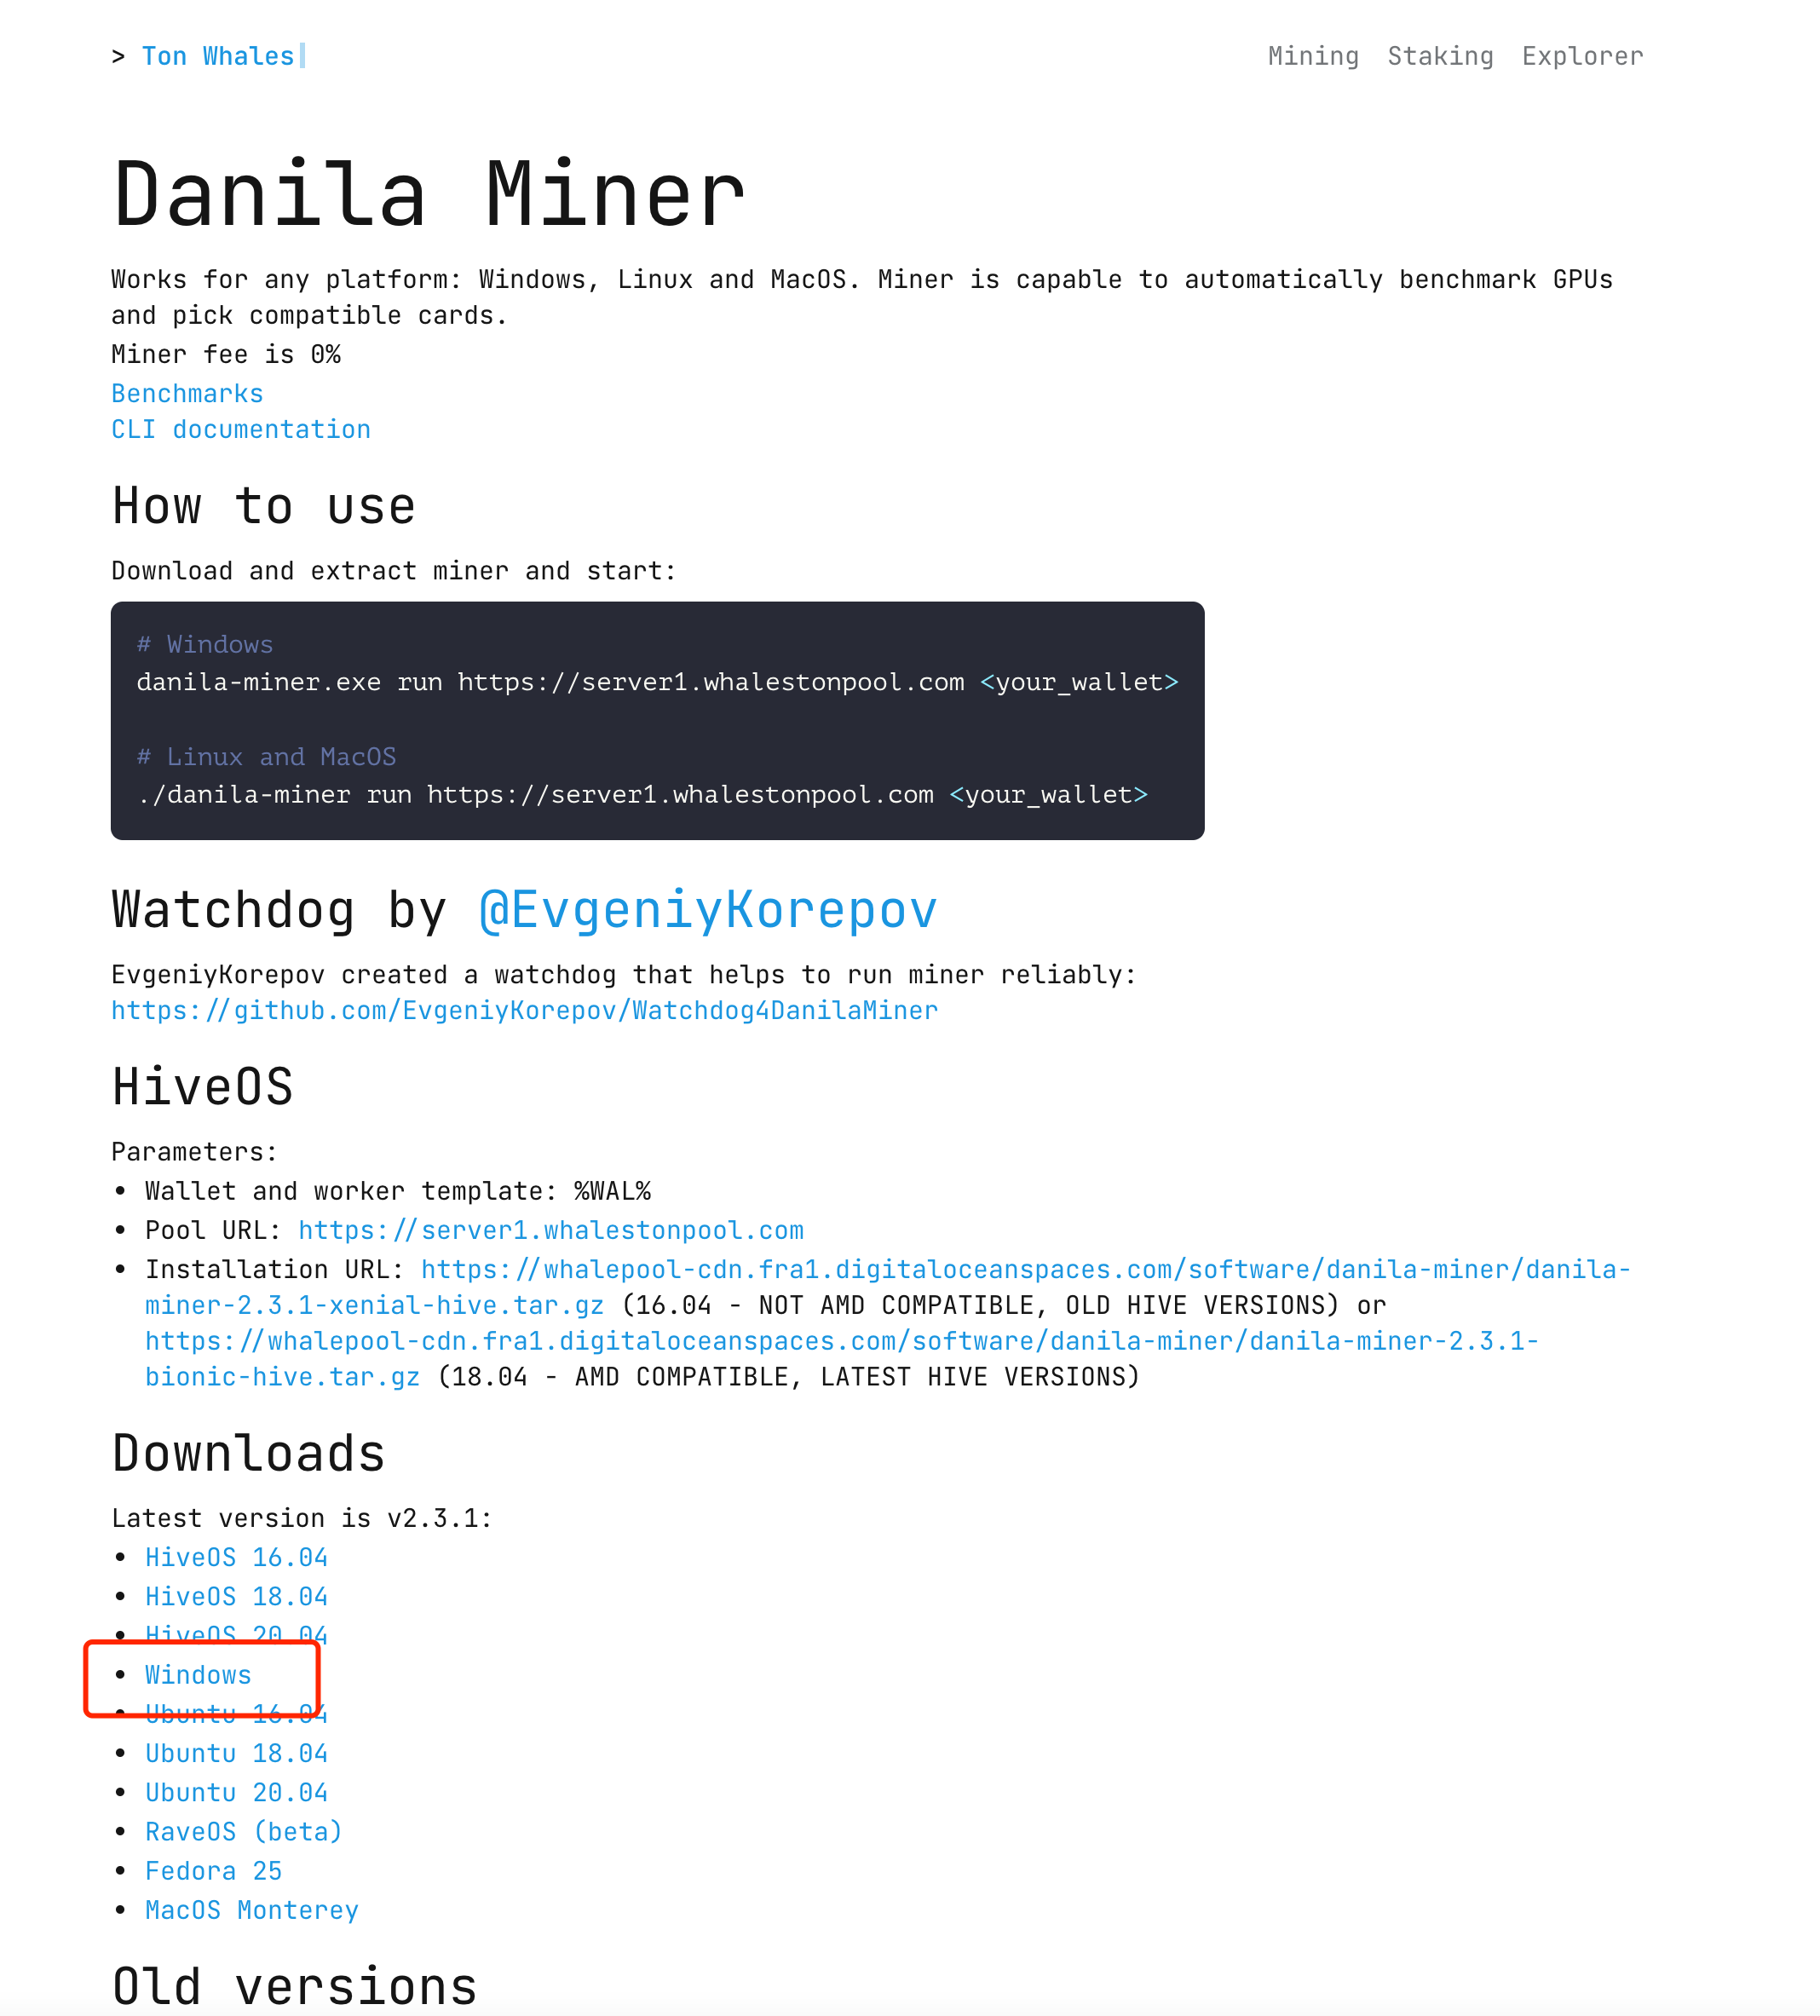 > Ton Whales
Mining Staking Explorer
Danila Miner
Works for any platform: Windows, Linux and MacOS. Miner is capable to automatically benchmark GPUs
and pick compatible cards.
Miner fee is 0%
Benchmarks
CLI documentation
How to use
Download and extract miner and start:
# Windows
danila-miner.exe run https://server1.whalestonpool.com <your_wallet>
# Linux and MacOS
./danila-miner run https://server1.whalestonpool.com <your_wallet>
Watchdog by @EvgeniyKorepov
EvgeniyKorepov created a watchdog that helps to run miner reliably:
https://github.com/EvgeniyKorepov/Watchdog4DanilaMiner
HiveOS
Parameters:
• Wallet and worker template: %WAL%
• Pool URL: https://server1.whalestonpool.com
• Installation URL: https://whalepool-cdn.fra1.digitaloceanspaces.com/software/danila-miner/danila-
miner-2.3.1-xenial-hive.tar.gz (16.04 - NOT AMD COMPATIBLE, OLD HIVE VERSIONS) or
https://whalepool-cdn.fra1.digitaloceanspaces.com/software/danila-miner/danila-miner-2.3.1-
bionic-hive.tar.gz (18.04 - AMD COMPATIBLE, LATEST HIVE VERSIONS)
Downloads
Latest version is v2.3.1:
• HiveOS 16.04
• HiveOS 18.04
• HiveOS 20.04
• Windows
• Ubuntu 16.04
• Ubuntu 18.04
• Ubuntu 20.04
• RaveOS (beta)
• Fedora 25
• MacOS Monterey
Old versions